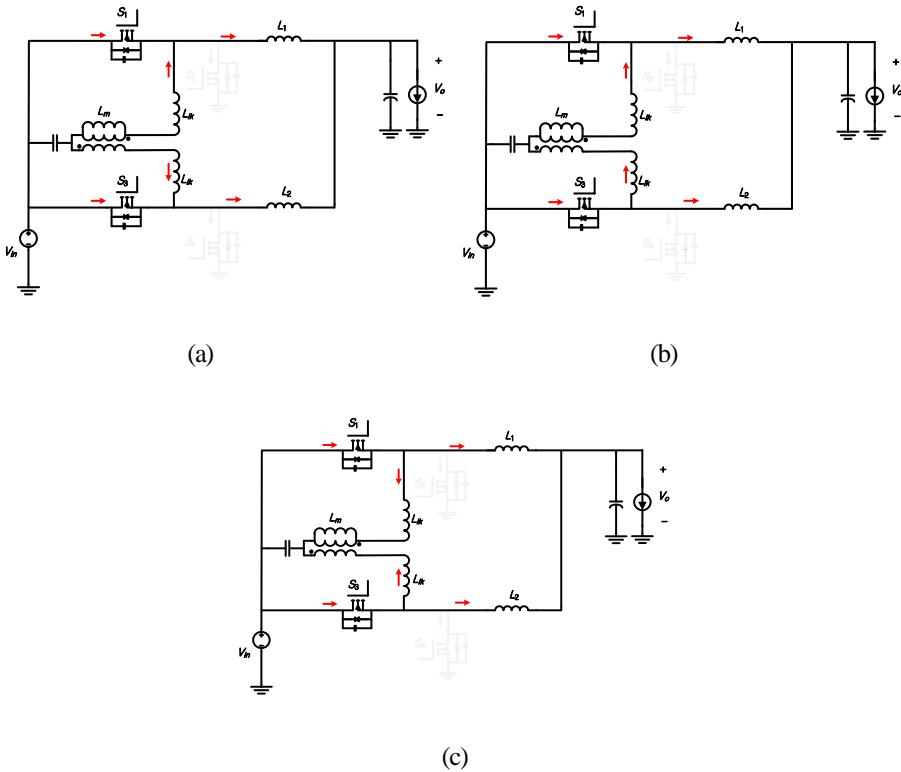 S1
L1
Lm
Llk
+
Vo
−
Llk
S3
L2
+
−
Vin
(a)
S1
L1
Lm
Llk
+
Vo
−
Llk
S3
L2
+
−
Vin
(b)
S1
L1
Lm
Llk
+
Vo
−
Llk
S3
L2
+
−
Vin
(c)